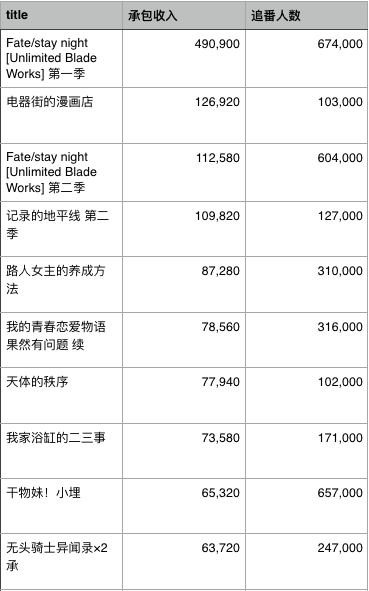 title 承包收入 追番人数
Fate/stay night 490,900 674,000
[Unlimited Blade
Works] 第一季
电器街的漫画店 126,920 103,000
Fate/stay night 112,580 604,000
[Unlimited Blade
Works] 第二季
记录的地平线 第二 109,820 127,000
季
路人女主的养成方 87,280 310,000
法
我的青春恋爱物语 78,560 316,000
果然有问题 续
天体的秩序 77,940 102,000
我家浴缸的二三事 73,580 171,000
干物妹！小埋 65,320 657,000
无头骑士异闻录×2 63,720 247,000
承